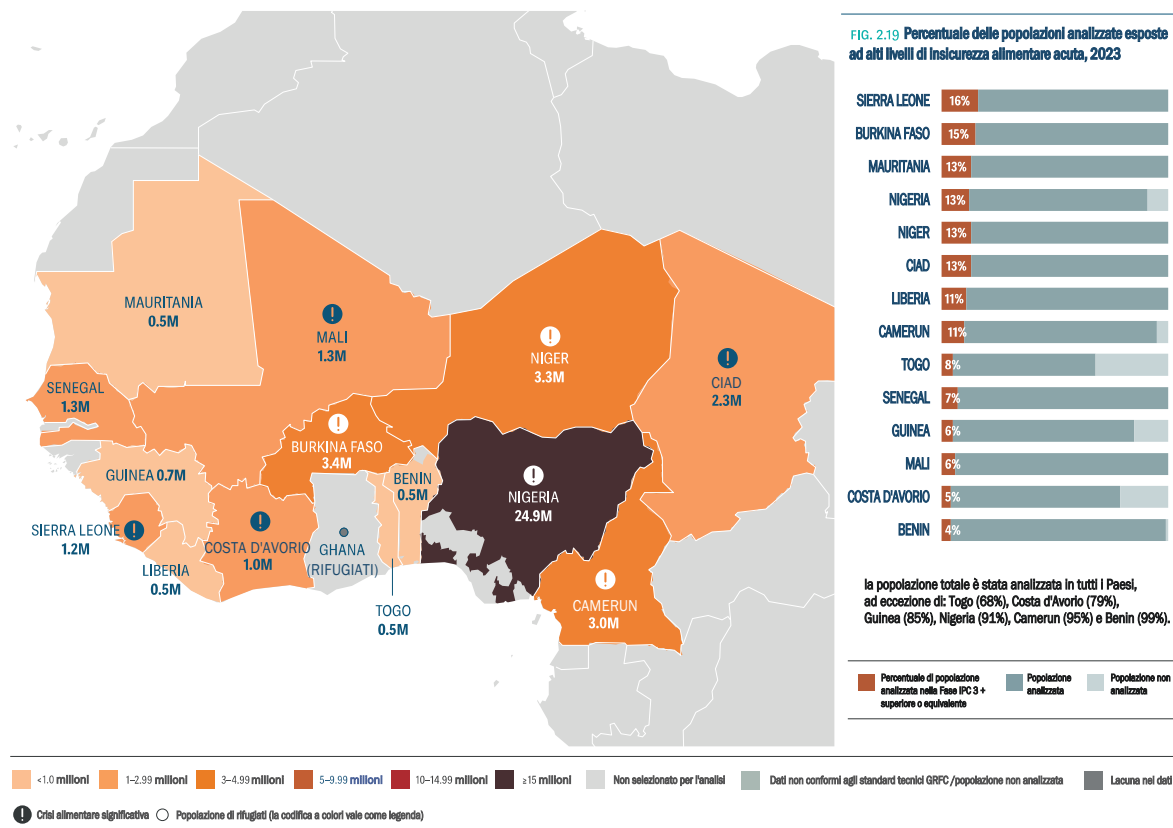 FIG. 2.19 Percentuale delle popolazioni analizzate esposte
ad alti livelli di insicurezza alimentare acuta, 2023
SIERRA LEONE 16%
BURKINA FASO 15%
MAURITANIA 13%
NIGERIA 13%
NIGER 13%
CIAD 13%
LIBERIA 11%
CAMERUN 11%
TOGO 8%
SENEGAL 7%
GUINEA 6%
MALI 6%
COSTA D'AVORIO 5%
BENIN 4%
la popolazione totale è stata analizzata in tutti i Paesi,
ad eccezione di: Togo (68%), Costa d'Avorio (79%),
Guinea (85%), Nigeria (91%), Camerun (95%) e Benin (99%).
Percentuale di popolazione
analizzata nella Fase IPC 3 +
superiore o equivalente
Popolazione
analizzata
Popolazione non
analizzata
MAURITANIA
0.5M
MALI
1.3M
NIGER
3.3M
CIAD
2.3M
SENEGAL
1.3M
BURKINA FASO
3.4M
GUINEA 0.7M
BENIN
0.5M
NIGERIA
24.9M
SIERRA LEONE
1.2M
COSTA D'AVORIO
1.0M
GHANA
(RIFUGIATI)
LIBERIA
0.5M
TOGO
0.5M
CAMERUN
3.0M
<1.0 milioni
1–2.99 milioni
3–4.99 milioni
5–9.99 milioni
10–14.99 milioni
≥15 milioni
Non selezionato per l'analisi
Dati non conformi agli standard tecnici GRFC /popolazione non analizzata
Lacuna nei dati
Crisi alimentare significativa
Popolazione di rifugiati (la codifica a colori vale come legenda)